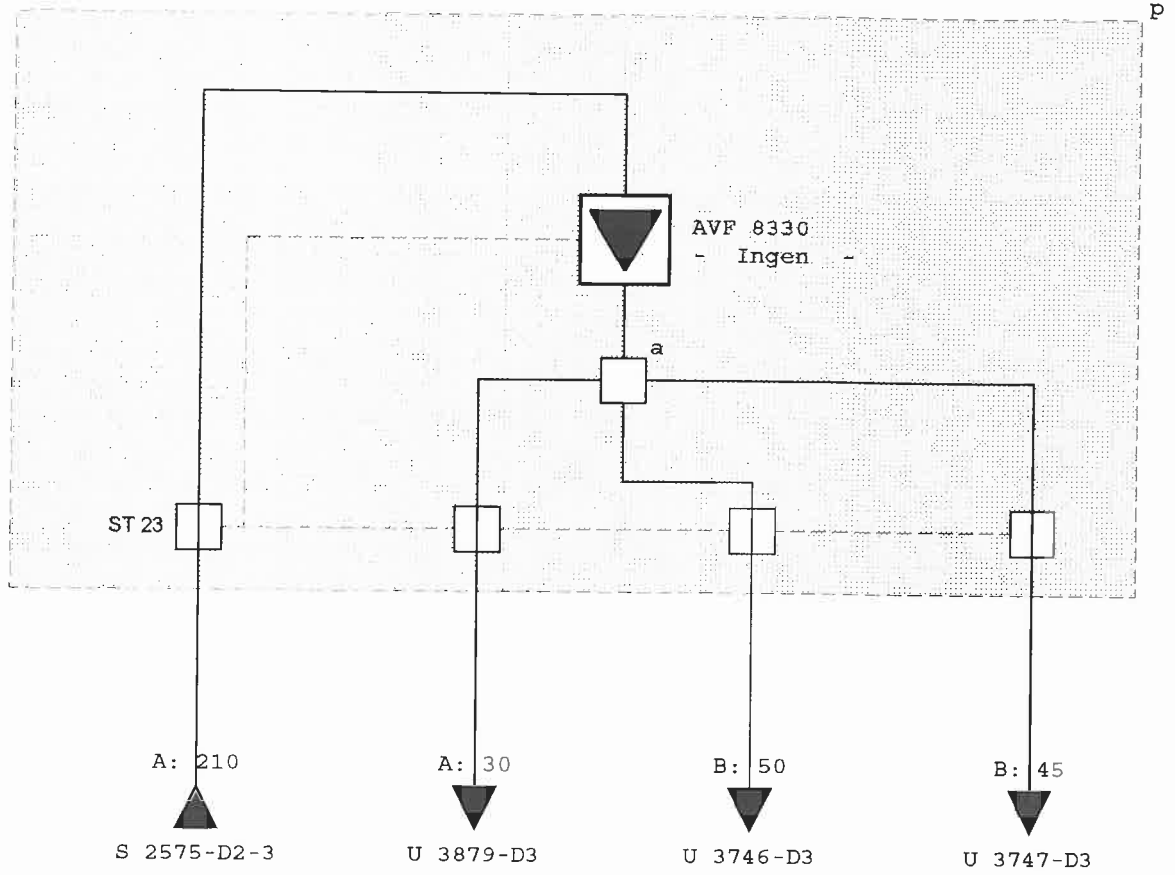 p
AVF 8330
- Ingen -
a
ST 23
A: 210
A: 30
B: 50
B: 45
S 2575-D2-3
U 3879-D3
U 3746-D3
U 3747-D3